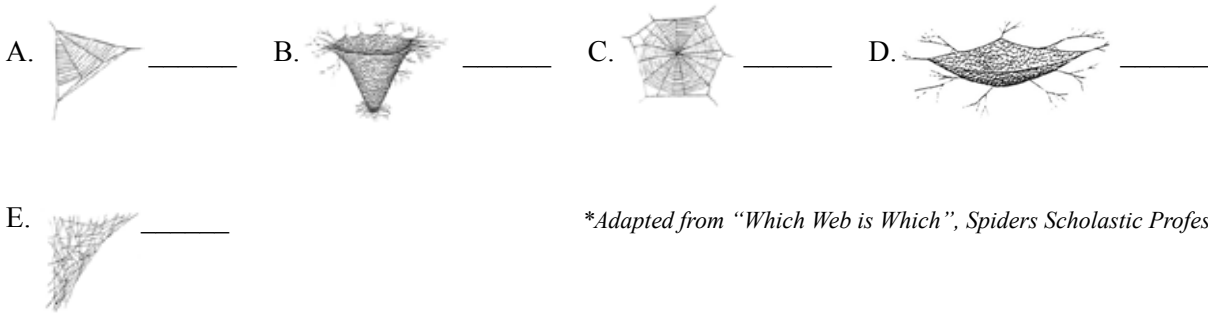 A. ______ B. ______ C. ______ D. ______
E. ______ *Adapted from “Which Web is Which”, Spiders Scholastic Profes